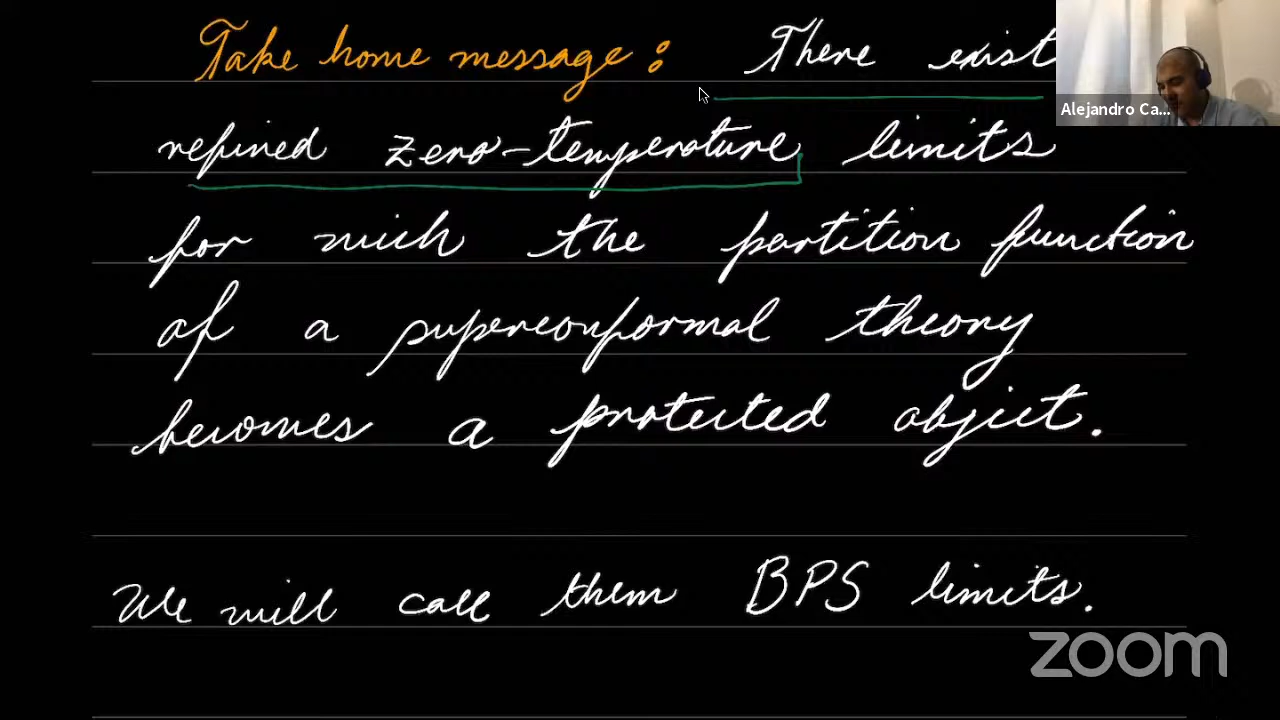 Take home message: There exist
Alejandro Ca...
refined zero-temperature limits
for wich the partition function
of a superconformal theory
becomes a protected object.
We will call them BPS limits.
zoom